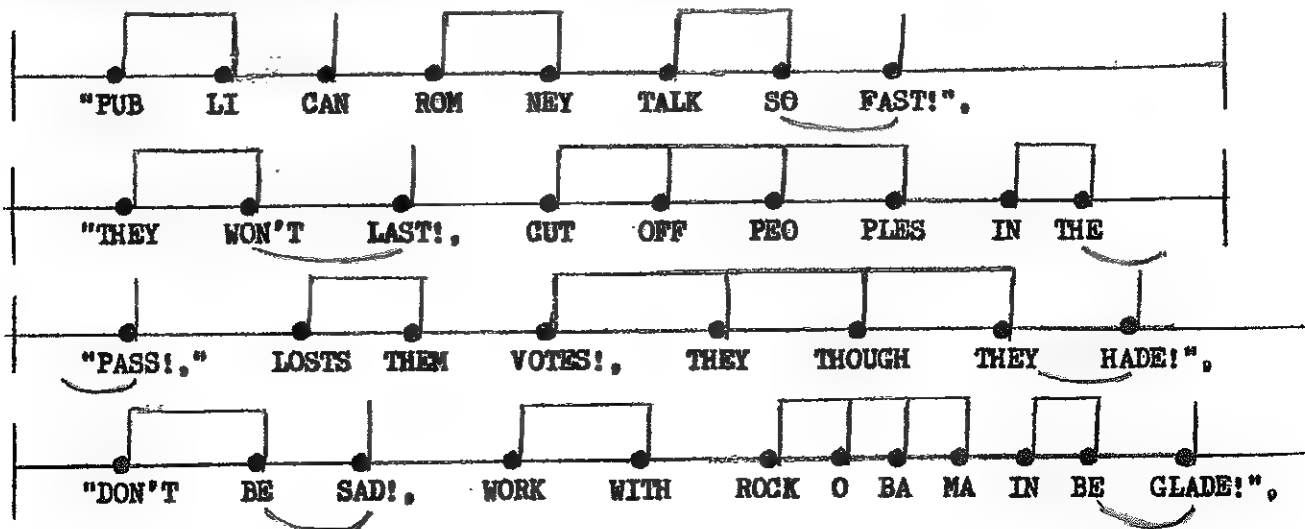 "PUB LI CAN ROM NEY TALK SO FAST!",
"THEY WON'T LAST!, CUT OFF PEO PLES IN THE
"PASS!," LOSTS THEM VOTES!, THEY THOUGH THEY HADE!",
"DON'T BE SAD!, WORK WITH ROCK O BA MA IN BE GLADE!",